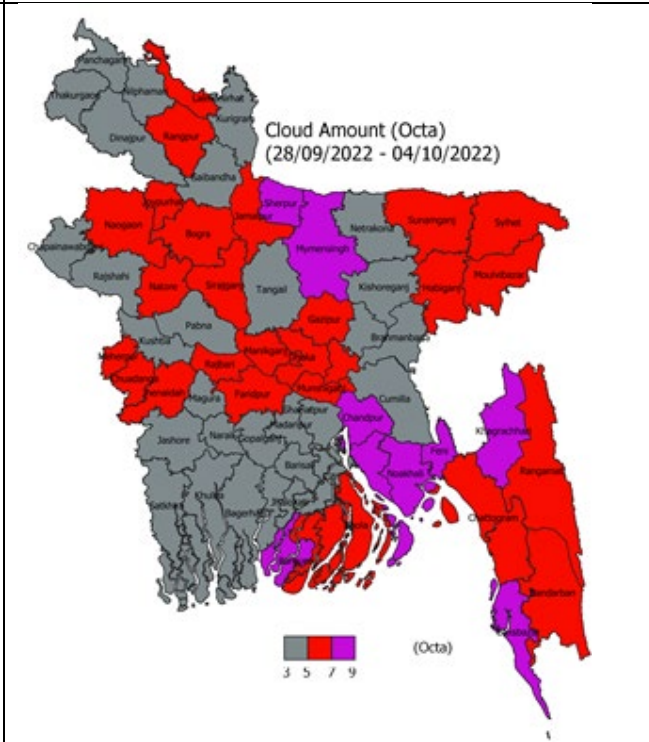 Panchagarh
Thakurgaon
Nilphamari
Lalmonirhat
Kurigram
Dinajpur
Rangpur
Cloud Amount (Octa)
(28/09/2022 - 04/10/2022)
Gaibandha
Joypurhat
Sherpur
Naogaon
Jamalpur
Netrakona
Sunamganj
Sylhet
Bogra
Mymensingh
Chapainawabganj
Rajshahi
Natore
Sirajganj
Tangail
Kishoreganj
Habiganj
Moulvibazar
Gazipur
Pabna
Kushtia
Brahmanbaria
Meherpur
Manikganj
Dhaka
Chuadanga
Rajbari
Jhenaidah
Magura
Faridpur
Munshiganj
Cumilla
Shariatpur
Chandpur
Khagrachhari
Madaripur
Jashore
Narail
Gopalganj
Feni
Barisal
Noakhali
Rangamati
Satkhira
Khulna
Bagerhat
Bhola
Chattogram
Bandarban
3 5 7 9
(Octa)